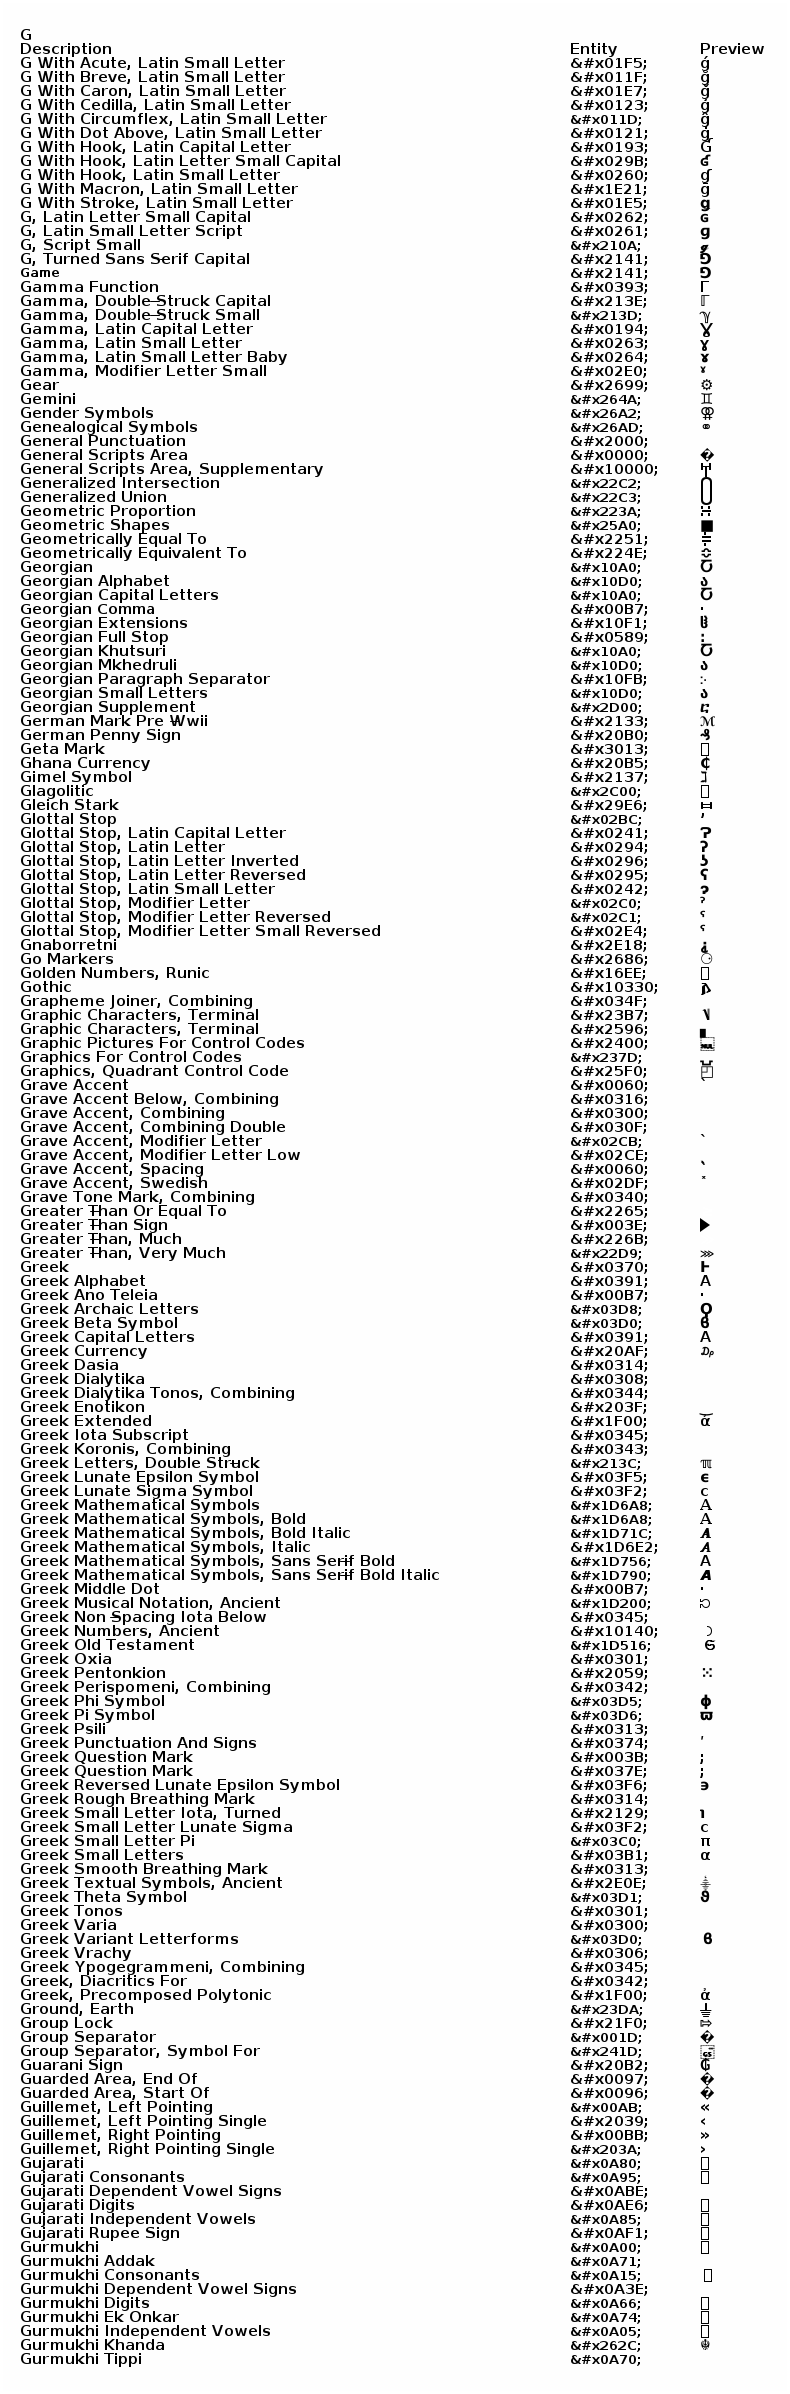 G
Description Entity Preview
G With Acute, Latin Small Letter &#x01F5; ǵ
G With Breve, Latin Small Letter &#x011F; ğ
G With Caron, Latin Small Letter &#x01E7; ǧ
G With Cedilla, Latin Small Letter &#x0123; ģ
G With Circumflex, Latin Small Letter &#x011D; ĝ
G With Dot Above, Latin Small Letter &#x0121; ġ
G With Hook, Latin Capital Letter &#x0193; Ɠ
G With Hook, Latin Letter Small Capital &#x029B; ʛ
G With Hook, Latin Small Letter &#x0260; ɠ
G With Macron, Latin Small Letter &#x1E21; ḡ
G With Stroke, Latin Small Letter &#x01E5; ǥ
G, Latin Letter Small Capital &#x0262; ɢ
G, Latin Small Letter Script &#x0261; ɡ
G, Script Small &#x210A; ℊ
G, Turned Sans Serif Capital &#x2141; ⅁
Game &#x2141; ⅁
Gamma Function &#x0393; Γ
Gamma, Double-Struck Capital &#x213E; ℾ
Gamma, Double-Struck Small &#x213D; ℽ
Gamma, Latin Capital Letter &#x0194; Ɣ
Gamma, Latin Small Letter &#x0263; ɣ
Gamma, Latin Small Letter Baby &#x0264; ɤ
Gamma, Modifier Letter Small &#x02E0; ˠ
Gear &#x2699; ⚙
Gemini &#x264A; ♊
Gender Symbols &#x26A2; ⚢
Genealogical Symbols &#x26AD; ⚭
General Punctuation &#x2000;
General Scripts Area &#x0000; �
General Scripts Area, Supplementary &#x10000; 𐀀
Generalized Intersection &#x22C2; ⋂
Generalized Union &#x22C3; ⋃
Geometric Proportion &#x223A; ∺
Geometric Shapes &#x25A0; ■
Geometrically Equal To &#x2251; ≑
Geometrically Equivalent To &#x224E; ≎
Georgian &#x10A0; Ⴀ
Georgian Alphabet &#x10D0; ა
Georgian Capital Letters &#x10A0; Ⴀ
Georgian Comma &#x00B7; ·
Georgian Extensions &#x10F1; ჱ
Georgian Full Stop &#x0589; ։
Georgian Khutsuri &#x10A0; Ⴀ
Georgian Mkhedruli &#x10D0; ა
Georgian Paragraph Separator &#x10FB; ჻
Georgian Small Letters &#x10D0; ა
Georgian Supplement &#x2D00; ⴀ
German Mark Pre Wwii &#x2133; ℳ
German Penny Sign &#x20B0; ₰
Geta Mark &#x3013;
Ghana Currency &#x20B5; ₵
Gimel Symbol &#x2137; ℷ
Glagolitic &#x2C00;
Gleich Stark &#x29E6; ⧦
Glottal Stop &#x02BC; ʼ
Glottal Stop, Latin Capital Letter &#x0241; Ɂ
Glottal Stop, Latin Letter &#x0294; ʔ
Glottal Stop, Latin Letter Inverted &#x0296; ʖ
Glottal Stop, Latin Letter Reversed &#x0295; ʕ
Glottal Stop, Latin Small Letter &#x0242; ɂ
Glottal Stop, Modifier Letter &#x02C0; ˀ
Glottal Stop, Modifier Letter Reversed &#x02C1; ˁ
Glottal Stop, Modifier Letter Small Reversed &#x02E4; ˤ
Gnaborretni &#x2E18; ⸘
Go Markers &#x2686; ⚆
Golden Numbers, Runic &#x16EE;
Gothic &#x10330; 𐌰
Grapheme Joiner, Combining &#x034F;
Graphic Characters, Terminal &#x23B7; ⎷
Graphic Characters, Terminal &#x2596; ▖
Graphic Pictures For Control Codes &#x2400; ␀
Graphics For Control Codes &#x237D; ⍽
Graphics, Quadrant Control Code &#x25F0; ◰
Grave Accent &#x0060; `
Grave Accent Below, Combining &#x0316;
Grave Accent, Combining &#x0300;
Grave Accent, Combining Double &#x030F;
Grave Accent, Modifier Letter &#x02CB; ˋ
Grave Accent, Modifier Letter Low &#x02CE; ˎ
Grave Accent, Spacing &#x0060; `
Grave Accent, Swedish &#x02DF; ˟
Grave Tone Mark, Combining &#x0340;
Greater Than Or Equal To &#x2265;
Greater Than Sign &#x003E; ▶
Greater Than, Much &#x226B;
Greater Than, Very Much &#x22D9; ⋙
Greek &#x0370; Ͱ
Greek Alphabet &#x0391; Α
Greek Ano Teleia &#x00B7; ·
Greek Archaic Letters &#x03D8; Ϙ
Greek Beta Symbol &#x03D0; ϐ
Greek Capital Letters &#x0391; Α
Greek Currency &#x20AF; ₯
Greek Dasia &#x0314;
Greek Dialytika &#x0308;
Greek Dialytika Tonos, Combining &#x0344;
Greek Enotikon &#x203F; ‿
Greek Extended &#x1F00; ἀ
Greek Iota Subscript &#x0345;
Greek Koronis, Combining &#x0343;
Greek Letters, Double Struck &#x213C; ℼ
Greek Lunate Epsilon Symbol &#x03F5; ϵ
Greek Lunate Sigma Symbol &#x03F2; ϲ
Greek Mathematical Symbols &#x1D6A8; 𝚨
Greek Mathematical Symbols, Bold &#x1D6A8; 𝚨
Greek Mathematical Symbols, Bold Italic &#x1D71C; 𝜜
Greek Mathematical Symbols, Italic &#x1D6E2; 𝛢
Greek Mathematical Symbols, Sans Serif Bold &#x1D756; 𝝖
Greek Mathematical Symbols, Sans Serif Bold Italic &#x1D790; 𝞐
Greek Middle Dot &#x00B7; ·
Greek Musical Notation, Ancient &#x1D200; 𝈀
Greek Non-Spacing Iota Below &#x0345;
Greek Numbers, Ancient &#x10140; 𐅀
Greek Old Testament &#x1D516; 𝔖
Greek Oxia &#x0301;
Greek Pentonkion &#x2059; ⁙
Greek Perispomeni, Combining &#x0342;
Greek Phi Symbol &#x03D5; ϕ
Greek Pi Symbol &#x03D6; ϖ
Greek Psili &#x0313;
Greek Punctuation And Signs &#x0374; ʹ
Greek Question Mark &#x003B; ;
Greek Question Mark &#x037E; ;
Greek Reversed Lunate Epsilon Symbol &#x03F6; ϶
Greek Rough Breathing Mark &#x0314;
Greek Small Letter Iota, Turned &#x2129; ℩
Greek Small Letter Lunate Sigma &#x03F2; ϲ
Greek Small Letter Pi &#x03C0; π
Greek Small Letters &#x03B1; α
Greek Smooth Breathing Mark &#x0313;
Greek Textual Symbols, Ancient &#x2E0E; ⸎
Greek Theta Symbol &#x03D1; ϑ
Greek Tonos &#x0301;
Greek Varia &#x0300;
Greek Variant Letterforms &#x03D0; ϐ
Greek Vrachy &#x0306;
Greek Ypogegrammeni, Combining &#x0345;
Greek, Diacritics For &#x0342;
Greek, Precomposed Polytonic &#x1F00; ἀ
Ground, Earth &#x23DA; ⏚
Group Lock &#x21F0; ⇰
Group Separator &#x001D; �
Group Separator, Symbol For &#x241D; ␝
Guarani Sign &#x20B2; ₲
Guarded Area, End Of &#x0097; �
Guarded Area, Start Of &#x0096; �
Guillemet, Left Pointing &#x00AB; «
Guillemet, Left Pointing Single &#x2039; ‹
Guillemet, Right Pointing &#x00BB; »
Guillemet, Right Pointing Single &#x203A; ›
Gujarati &#x0A80;
Gujarati Consonants &#x0A95;
Gujarati Dependent Vowel Signs &#x0ABE;
Gujarati Digits &#x0AE6;
Gujarati Independent Vowels &#x0A85;
Gujarati Rupee Sign &#x0AF1;
Gurmukhi &#x0A00;
Gurmukhi Addak &#x0A71;
Gurmukhi Consonants &#x0A15;
Gurmukhi Dependent Vowel Signs &#x0A3E;
Gurmukhi Digits &#x0A66;
Gurmukhi Ek Onkar &#x0A74;
Gurmukhi Independent Vowels &#x0A05;
Gurmukhi Khanda &#x262C; ☬
Gurmukhi Tippi &#x0A70;